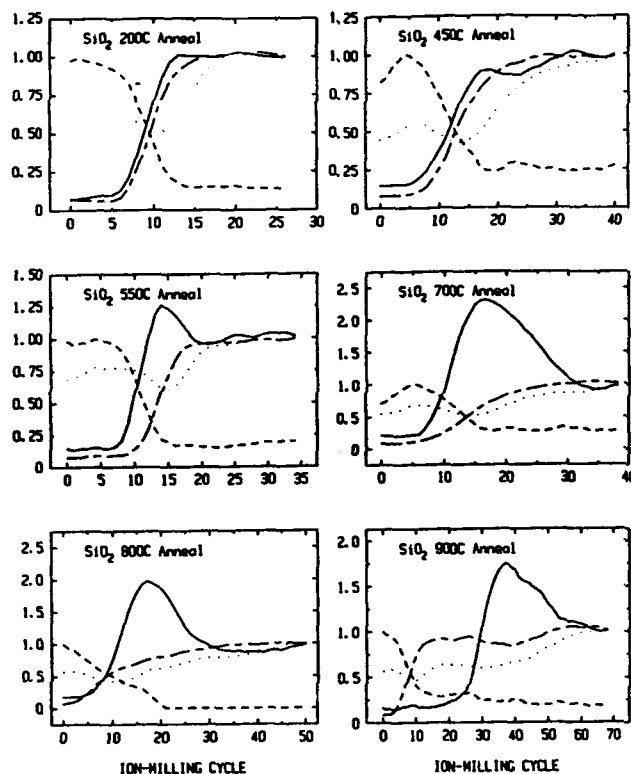 SiO2 200C Anneal
1.00
0.75
0.50
0.25
0
0 5 10 15 20 25 30
SiO2 450C Anneal
1.25
1.00
0.75
0.50
0.25
0
0 10 20 30 40
1.50
SiO2 550C Anneal
1.25
1.00
0.75
0.50
0.25
0
0 5 10 15 20 25 30 35
SiO2 700C Anneal
2.5
2.0
1.5
1.0
0.5
0
0 10 20 30 40
SiO2 800C Anneal
2.5
2.0
1.5
1.0
0.5
0
0 10 20 30 40 50
ION-MILLING CYCLE
2.0
SiO2 900C Anneal
1.5
1.0
0.5
0
0 10 20 30 40 50 60 70
ION-MILLING CYCLE